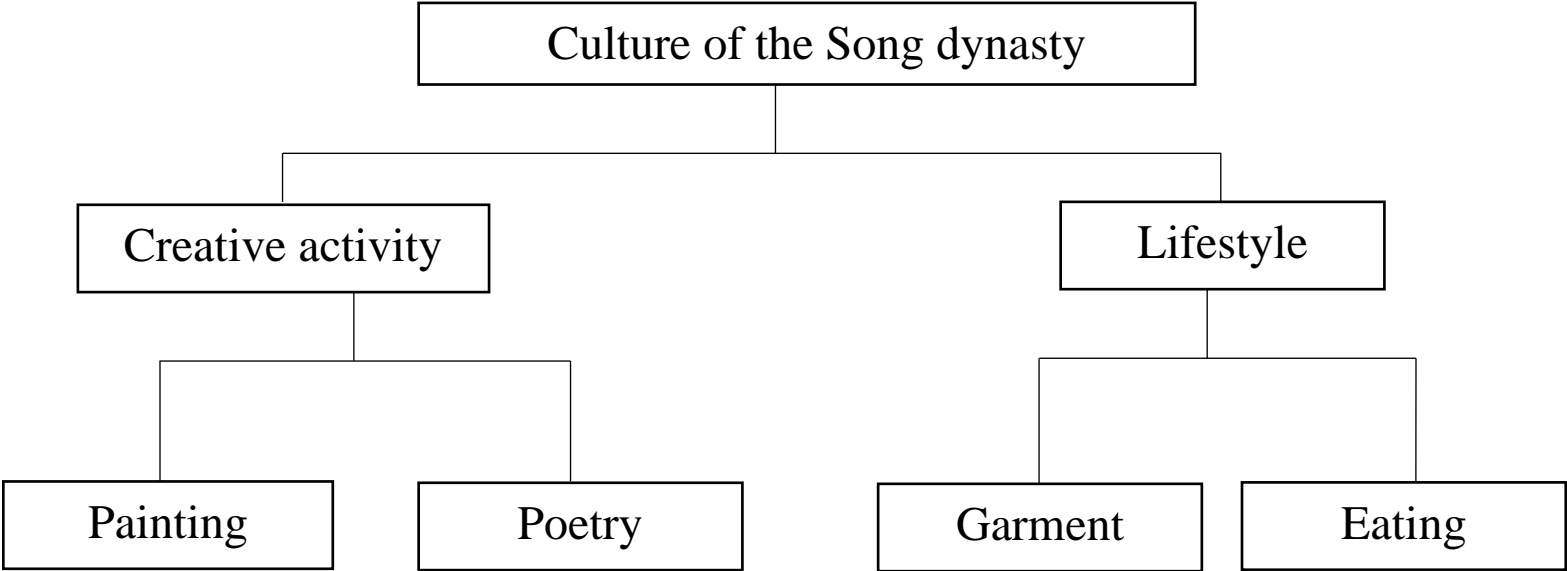 Culture of the Song dynasty
Creative activity
Lifestyle
Painting
Poetry
Garment
Eating